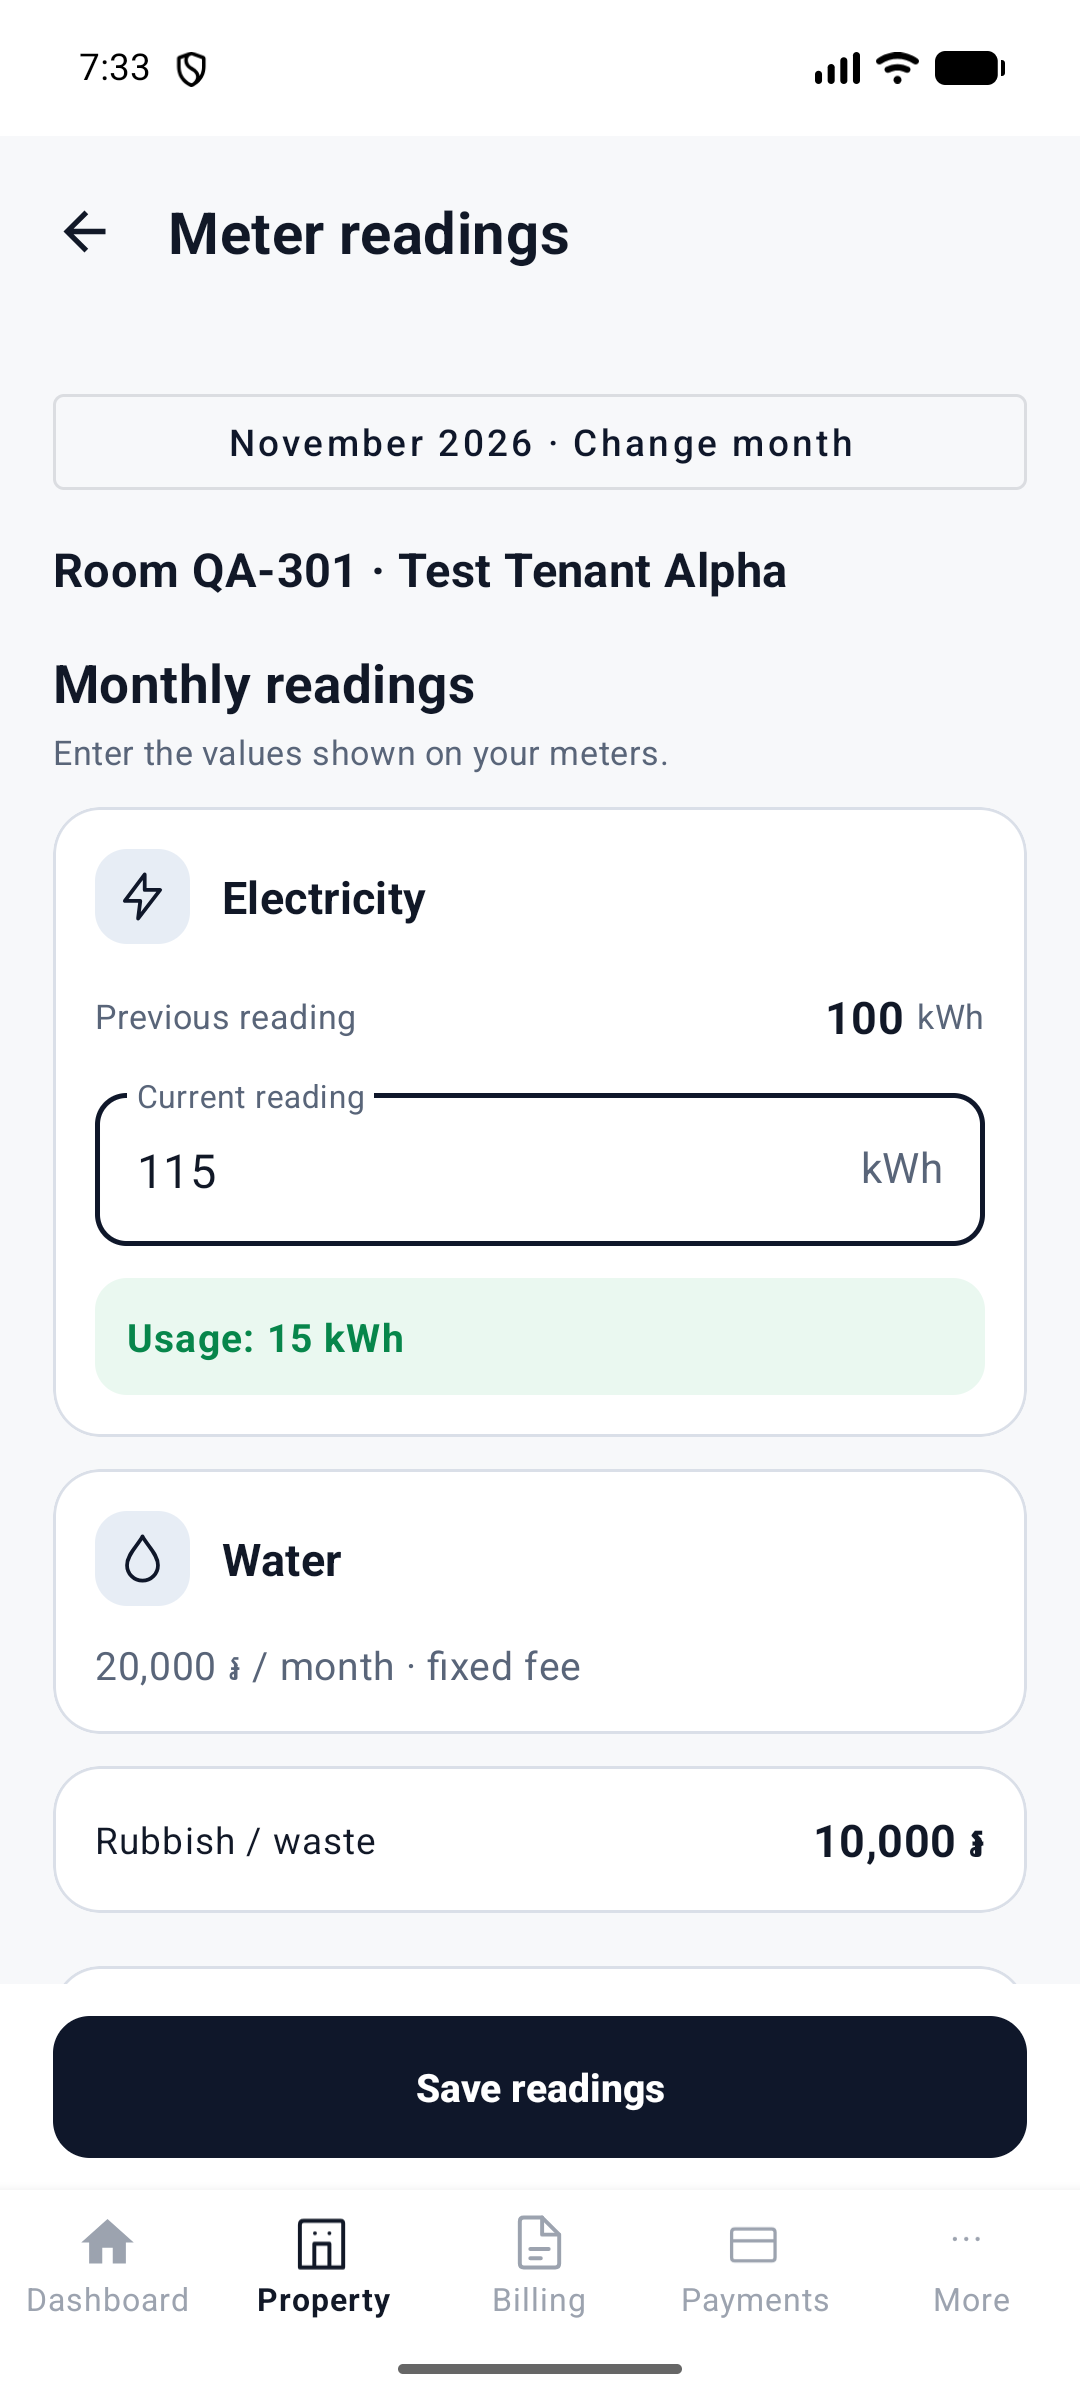 7:33
Meter readings
November 2026 · Change month
Room QA-301 · Test Tenant Alpha
Monthly readings
Enter the values shown on your meters.
Electricity
Previous reading
100 kWh
Current reading
115 kWh
Usage: 15 kWh
Water
20,000 ៛ / month · fixed fee
Rubbish / waste
10,000 ៛
Save readings
Dashboard
Property
Billing
Payments
More